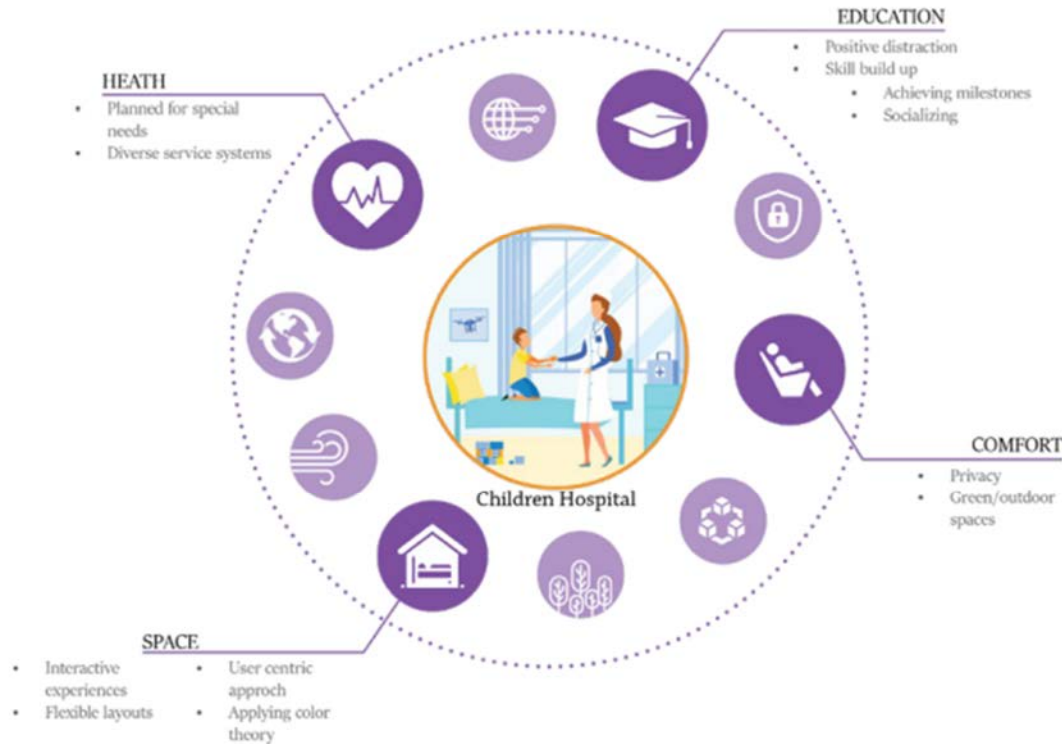 EDUCATION
• Positive distraction
• Skill build up
• Achieving milestones
• Socializing
HEATH
• Planned for special
needs
• Diverse service systems
COMFORT
• Privacy
• Green/outdoor
spaces
Children Hospital
SPACE
• Interactive
experiences
• Flexible layouts
• User centric
approch
• Applying color
theory